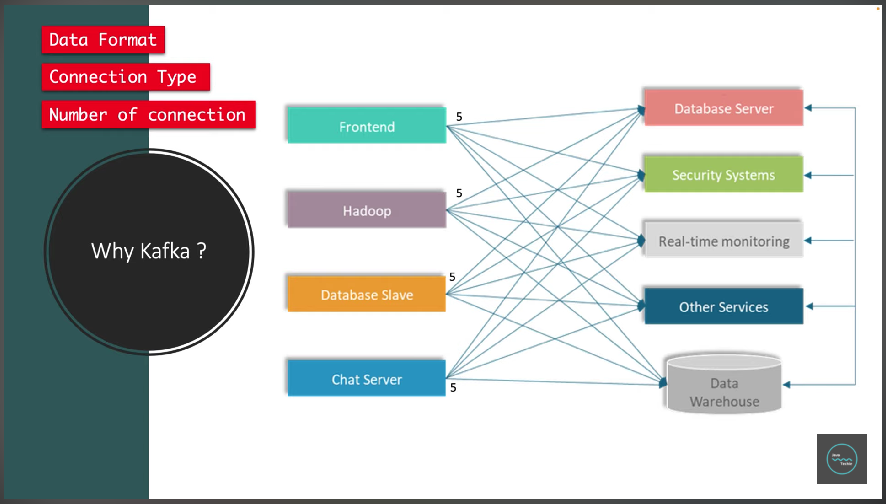 Data Format
Connection Type
Number of connection
Why Kafka ?
Frontend
5
Hadoop
5
Database Slave
5
Chat Server
5
Database Server
Security Systems
Real-time monitoring
Other Services
Data
Warehouse